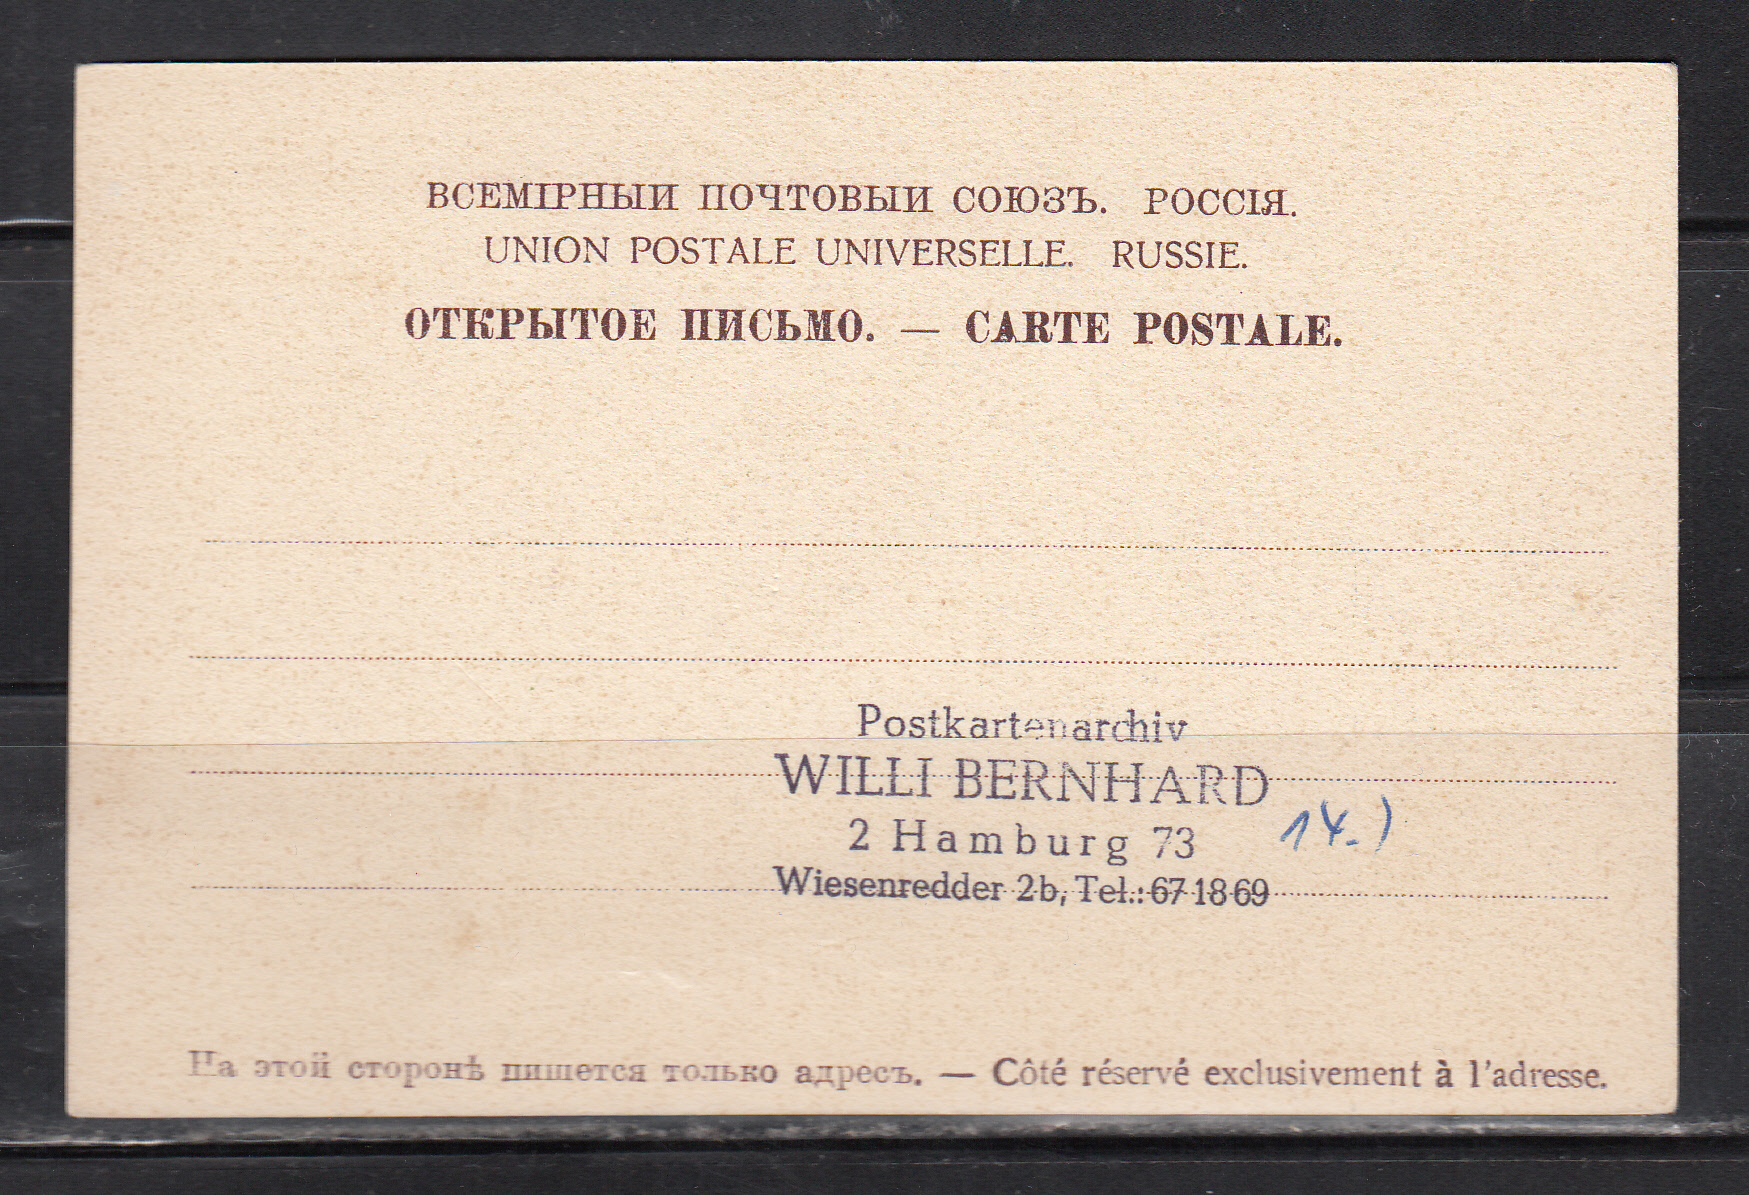 ВСЕМІРНЫЙ ПОЧТОВЫЙ СОЮЗЪ. РОССІЯ.
UNION POSTALE UNIVERSELLE. RUSSIE.
ОТКРЫТОЕ ПИСЬМО. — CARTE POSTALE.
Postkartenarchiv
WILLI BERNHARD
2 Hamburg 73
14.)
Wiesenredder 2b, Tel.: 67 18 69
На этой сторонѣ пишется только адресъ. — Côté réservé exclusivement à l'adresse.